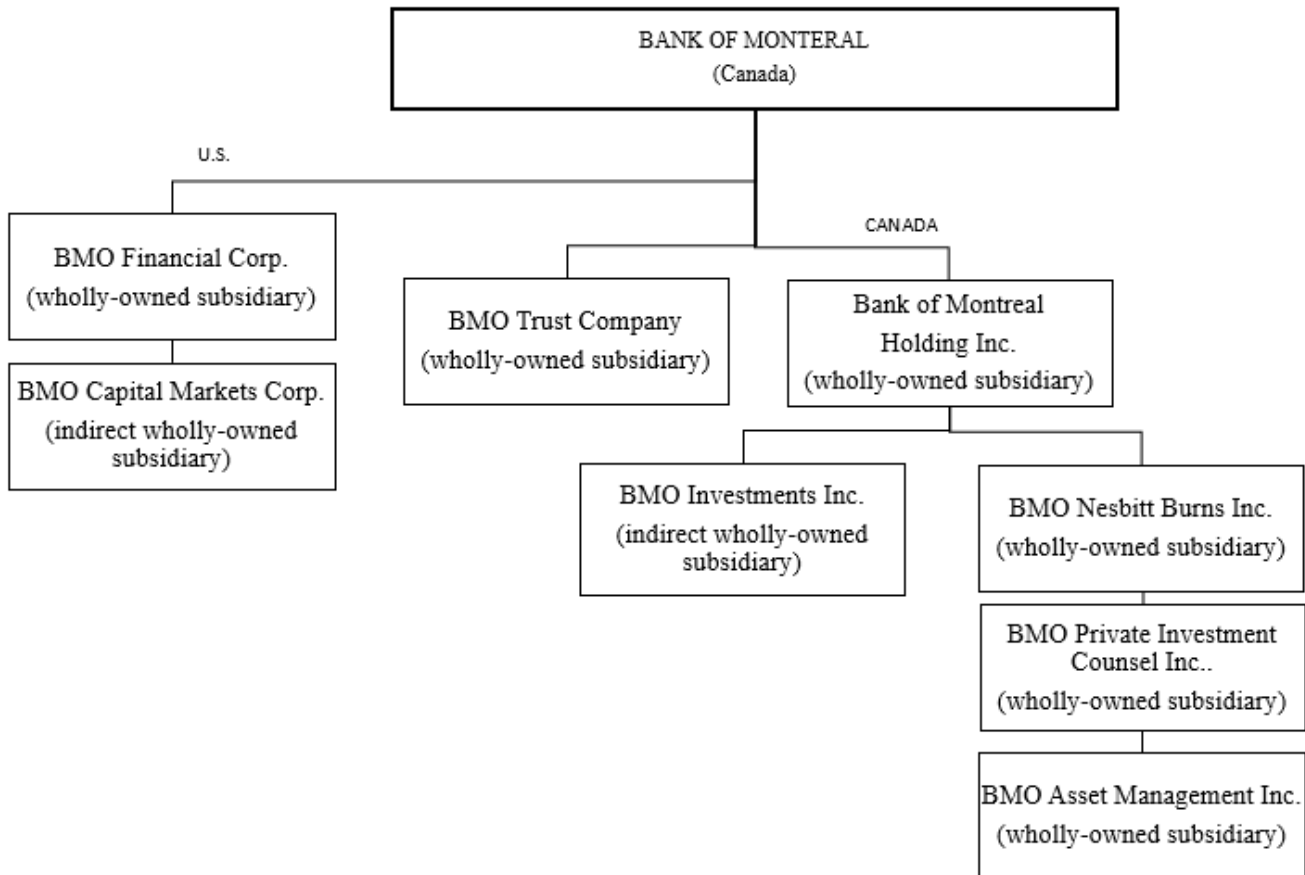 BANK OF MONTERAL
(Canada)
U.S.
CANADA
BMO Financial Corp.
(wholly-owned subsidiary)
BMO Trust Company
(wholly-owned subsidiary)
Bank of Montreal
Holding Inc.
(wholly-owned subsidiary)
BMO Capital Markets Corp.
(indirect wholly-owned
subsidiary)
BMO Investments Inc.
(indirect wholly-owned
subsidiary)
BMO Nesbitt Burns Inc.
(wholly-owned subsidiary)
BMO Private Investment
Counsel Inc..
(wholly-owned subsidiary)
BMO Asset Management Inc.
(wholly-owned subsidiary)